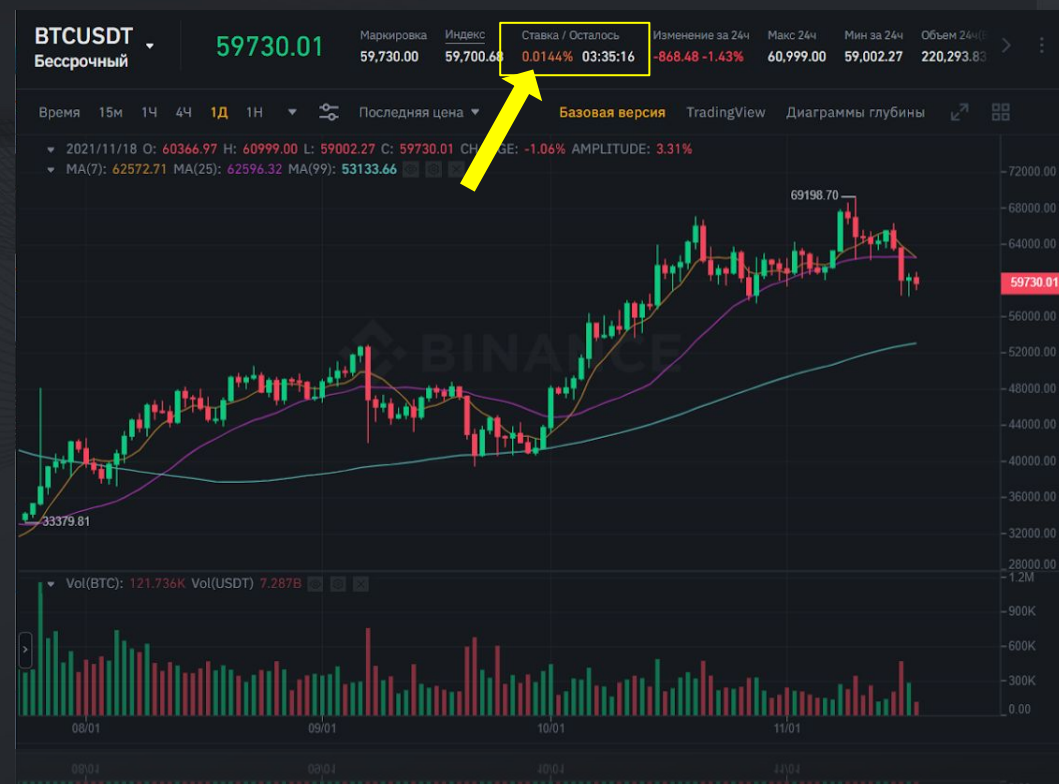 BTCUSDT
Бессрочный
59730.01
Маркировка
59,730.00
Индекс
59,700.68
Ставка / Осталось
0.0144% 03:35:16
Изменение за 24ч
-868.48 -1.43%
Макс 24ч
60,999.00
Мин за 24ч
59,002.27
Объем 24ч
220,293.83
Время 15м 1Ч 4Ч 1Д 1Н Последняя цена Базовая версия TradingView Диаграммы глубины
2021/11/18 O: 60366.97 H: 60999.00 L: 59002.27 C: 59730.01 CH GE: -1.06% AMPLITUDE: 3.31%
MA(7): 62572.71 MA(25): 62596.32 MA(99): 53133.66
72000.00
69198.70
68000.00
64000.00
59730.01
56000.00
52000.00
BINANCE
48000.00
44000.00
40000.00
36000.00
33379.81
32000.00
28000.00
Vol(BTC): 121.736K Vol(USDT) 7.287B
1.2M
900K
600K
300K
0.00
08/01 09/01 10/01 11/01